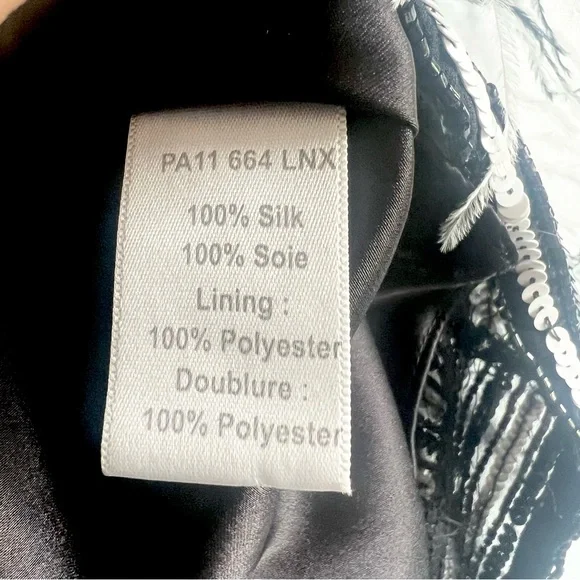 PA11 664 LNX
100% Silk
100% Soie
Lining :
100% Polyester
Doublure :
100% Polyester